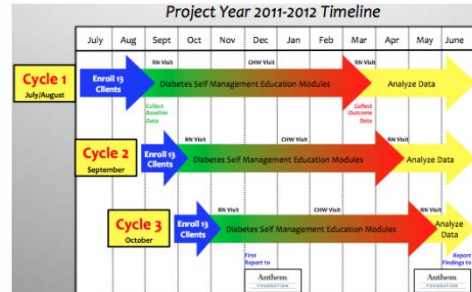 Project Year 2011-2012 Timeline
July Aug Sept Oct Nov Dec Jan Feb Mar Apr May June
RN Visit CHW Visit RN Visit
Cycle 1
July/August
Enroll 13
Clients
Diabetes Self Management Education Modules
Analyze Data
Collect
Baseline
Data
Collect
Outcome
Data
RN Visit CHW Visit RN Visit
Cycle 2
September
Enroll 13
Clients
Diabetes Self Management Education Modules
Analyze Data
RN Visit CHW Visit RN Visit
Cycle 3
October
Enroll 13
Clients
Diabetes Self Management Education Modules
Analyze
Data
First
Report to
Report
Findings to
Anthem
FOUNDATION
Anthem
FOUNDATION